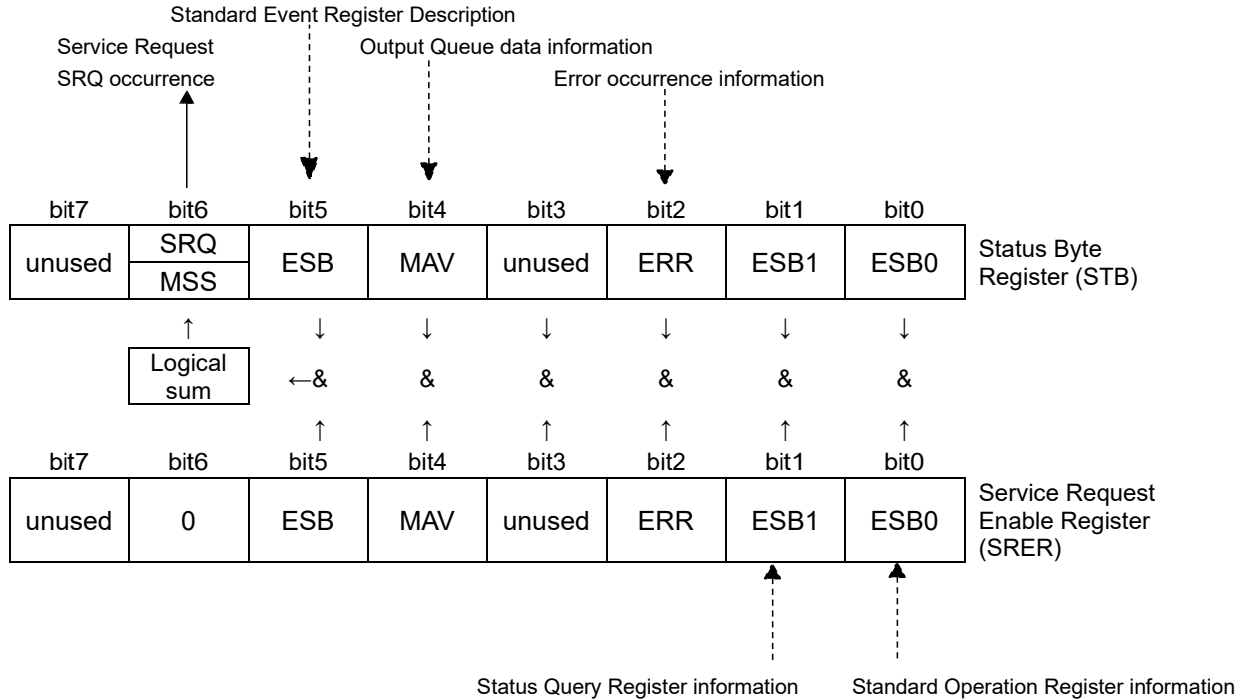 Standard Event Register Description
Service Request
SRQ occurrence
Output Queue data information
Error occurrence information
bit7 bit6 bit5 bit4 bit3 bit2 bit1 bit0
unused SRQ MSS ESB MAV unused ERR ESB1 ESB0
Status Byte
Register (STB)
↑ ↓ ↓ ↓ ↓ ↓ ↓
Logical
sum
←& & & & & &
↑ ↑ ↑ ↑ ↑ ↑
bit7 bit6 bit5 bit4 bit3 bit2 bit1 bit0
unused 0 ESB MAV unused ERR ESB1 ESB0
Service Request
Enable Register
(SRER)
Status Query Register information
Standard Operation Register information